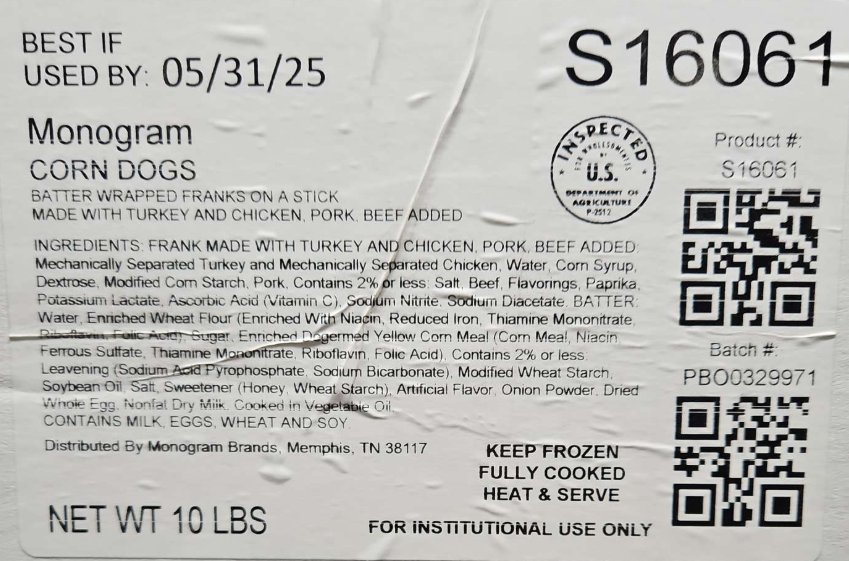 BEST IF
USED BY: 05/31/25
S16061
Monogram
CORN DOGS
BATTER WRAPPED FRANKS ON A STICK
MADE WITH TURKEY AND CHICKEN, PORK, BEEF ADDED
INSPECTED
FOR WHOLESOMENESS
BY
U.S.
DEPARTMENT OF
AGRICULTURE
P-2512
Product #:
S16061
INGREDIENTS: FRANK MADE WITH TURKEY AND CHICKEN, PORK, BEEF ADDED:
Mechanically Separated Turkey and Mechanically Separated Chicken, Water, Corn Syrup,
Dextrose, Modified Corn Starch, Pork, Contains 2% or less: Salt, Beef, Flavorings, Paprika,
Potassium Lactate, Ascorbic Acid (Vitamin C), Sodium Nitrite, Sodium Diacetate. BATTER:
Water, Enriched Wheat Flour (Enriched With Niacin, Reduced Iron, Thiamine Mononitrate,
Riboflavin, Folic Acid), Sugar, Enriched Degermed Yellow Corn Meal (Corn Meal, Niacin,
Ferrous Sulfate, Thiamine Mononitrate, Riboflavin, Folic Acid), Contains 2% or less:
Leavening (Sodium Acid Pyrophosphate, Sodium Bicarbonate), Modified Wheat Starch,
Soybean Oil, Salt, Sweetener (Honey, Wheat Starch), Artificial Flavor, Onion Powder, Dried
Whole Egg, Nonfat Dry Milk. Cooked in Vegetable Oil.
CONTAINS MILK, EGGS, WHEAT AND SOY
Batch #:
PBO0329971
Distributed By Monogram Brands, Memphis, TN 38117
KEEP FROZEN
FULLY COOKED
HEAT & SERVE
NET WT 10 LBS
FOR INSTITUTIONAL USE ONLY